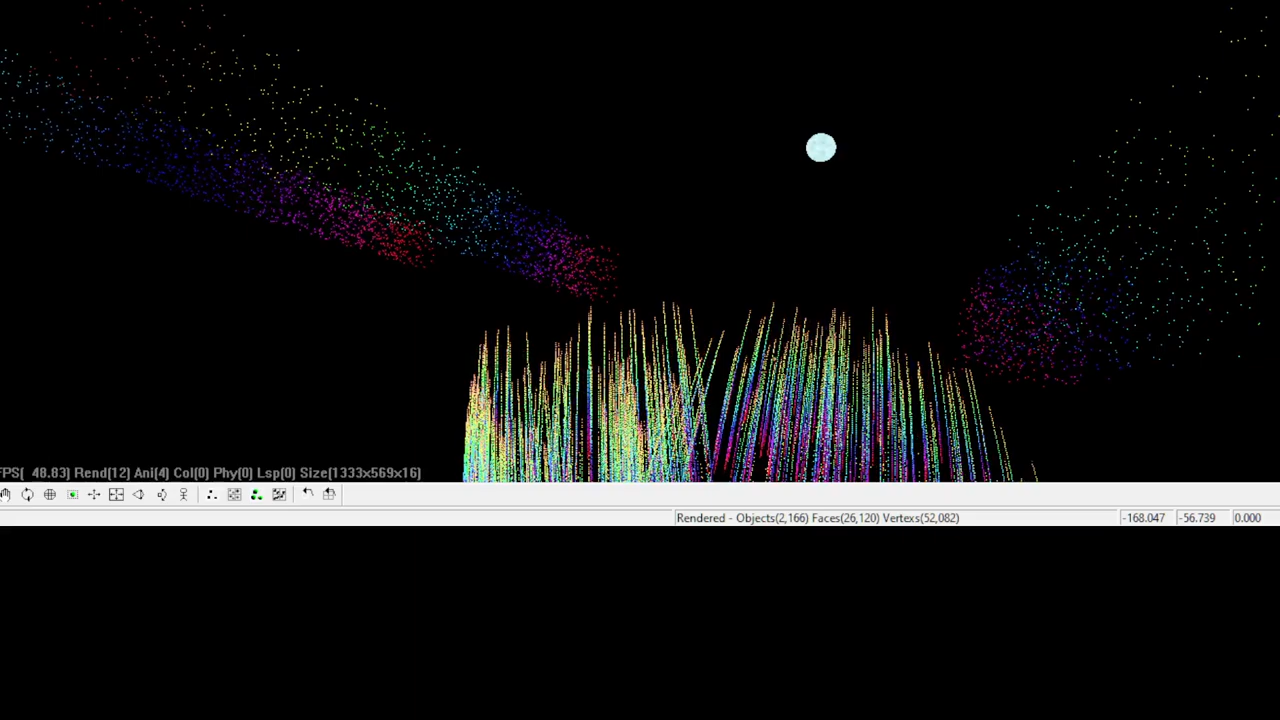 FPS( 48.83) Rend(12) Ani(4) Col(0) Phy(0) Lsp(0) Size(1333x569x16)
Rendered - Objects(2,166) Faces(26,120) Vertexs(52,082)
-168.047
-56.739
0.000